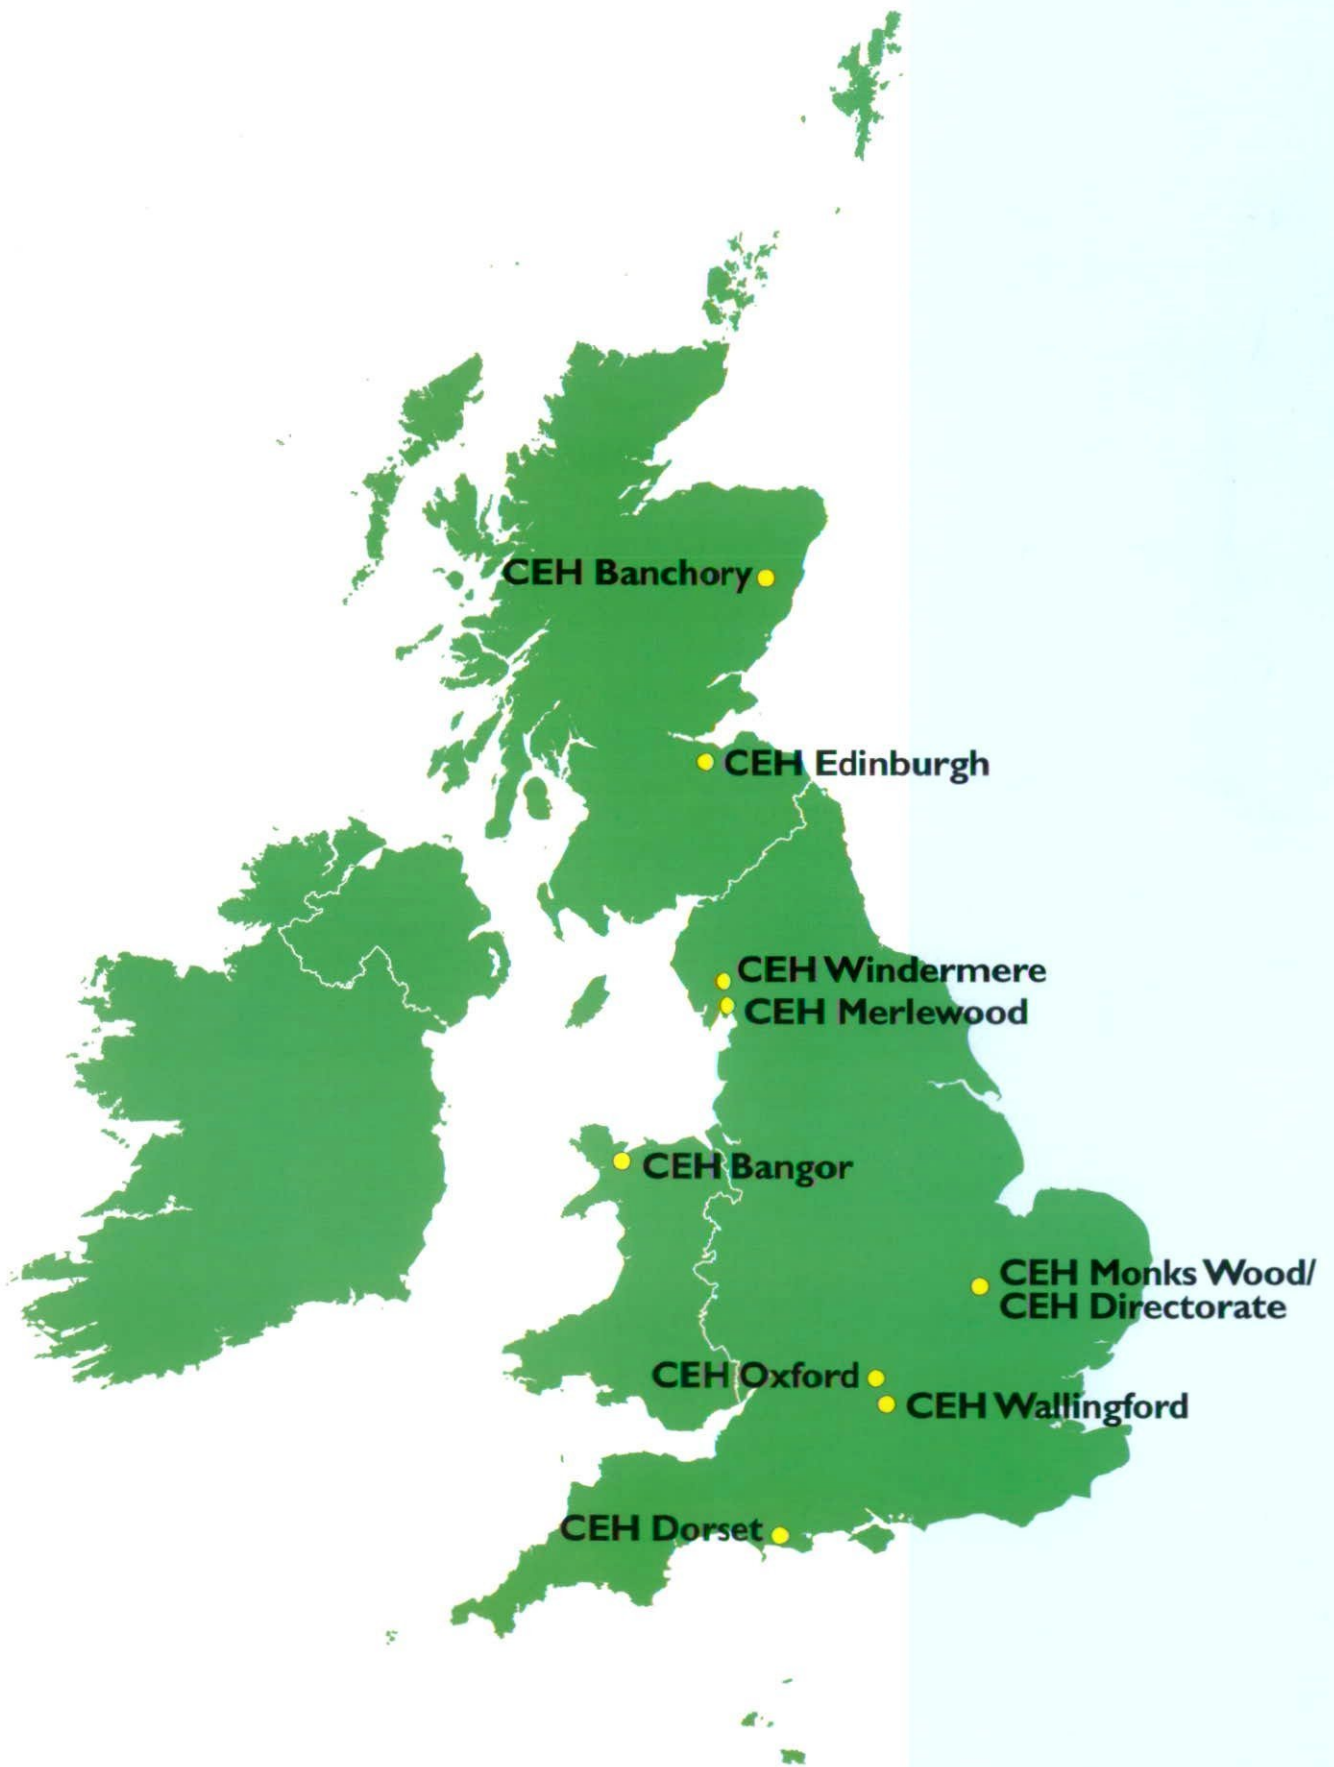 CEH Banchory
CEH Edinburgh
CEH Windermere
CEH Merlewood
CEH Bangor
CEH Monks Wood/
CEH Directorate
CEH Oxford
CEH Wallingford
CEH Dorset